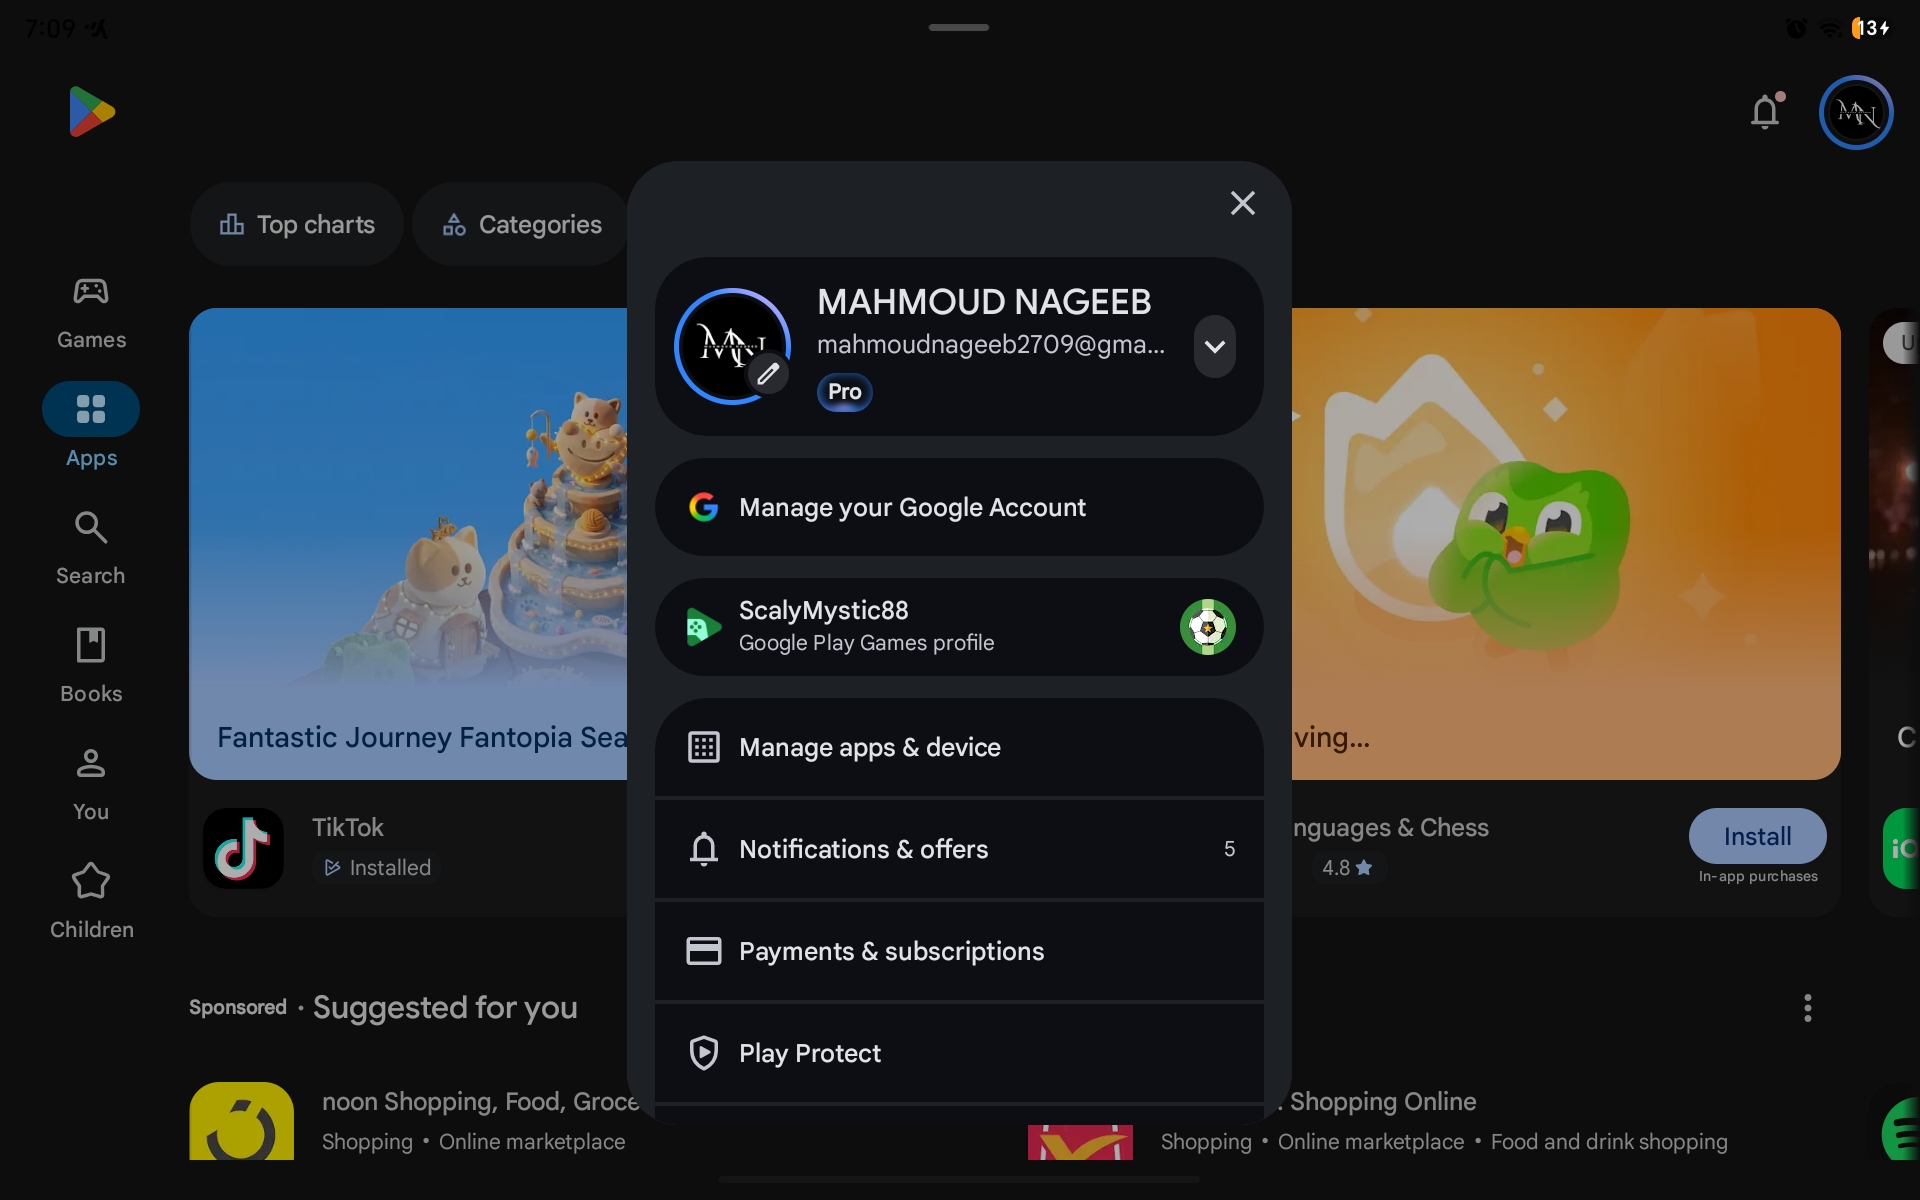 7:09
13
Top charts
Categories
Games
Apps
Search
Books
You
Children
MAHMOUD NAGEEB
mahmoudnageeb2709@gma...
Pro
Manage your Google Account
ScalyMystic88
Google Play Games profile
Manage apps & device
Notifications & offers
5
Payments & subscriptions
Play Protect
Fantastic Journey Fantopia Sea
ving...
U
C
TikTok
Installed
nguages & Chess
4.8
Install
In-app purchases
iQ
Sponsored • Suggested for you
noon Shopping, Food, Groce
Shopping • Online marketplace
. Shopping Online
Shopping • Online marketplace • Food and drink shopping